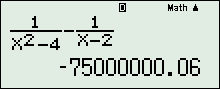 D Math ▲
1/(X²-4) - 1/(X-2)
-75000000.06